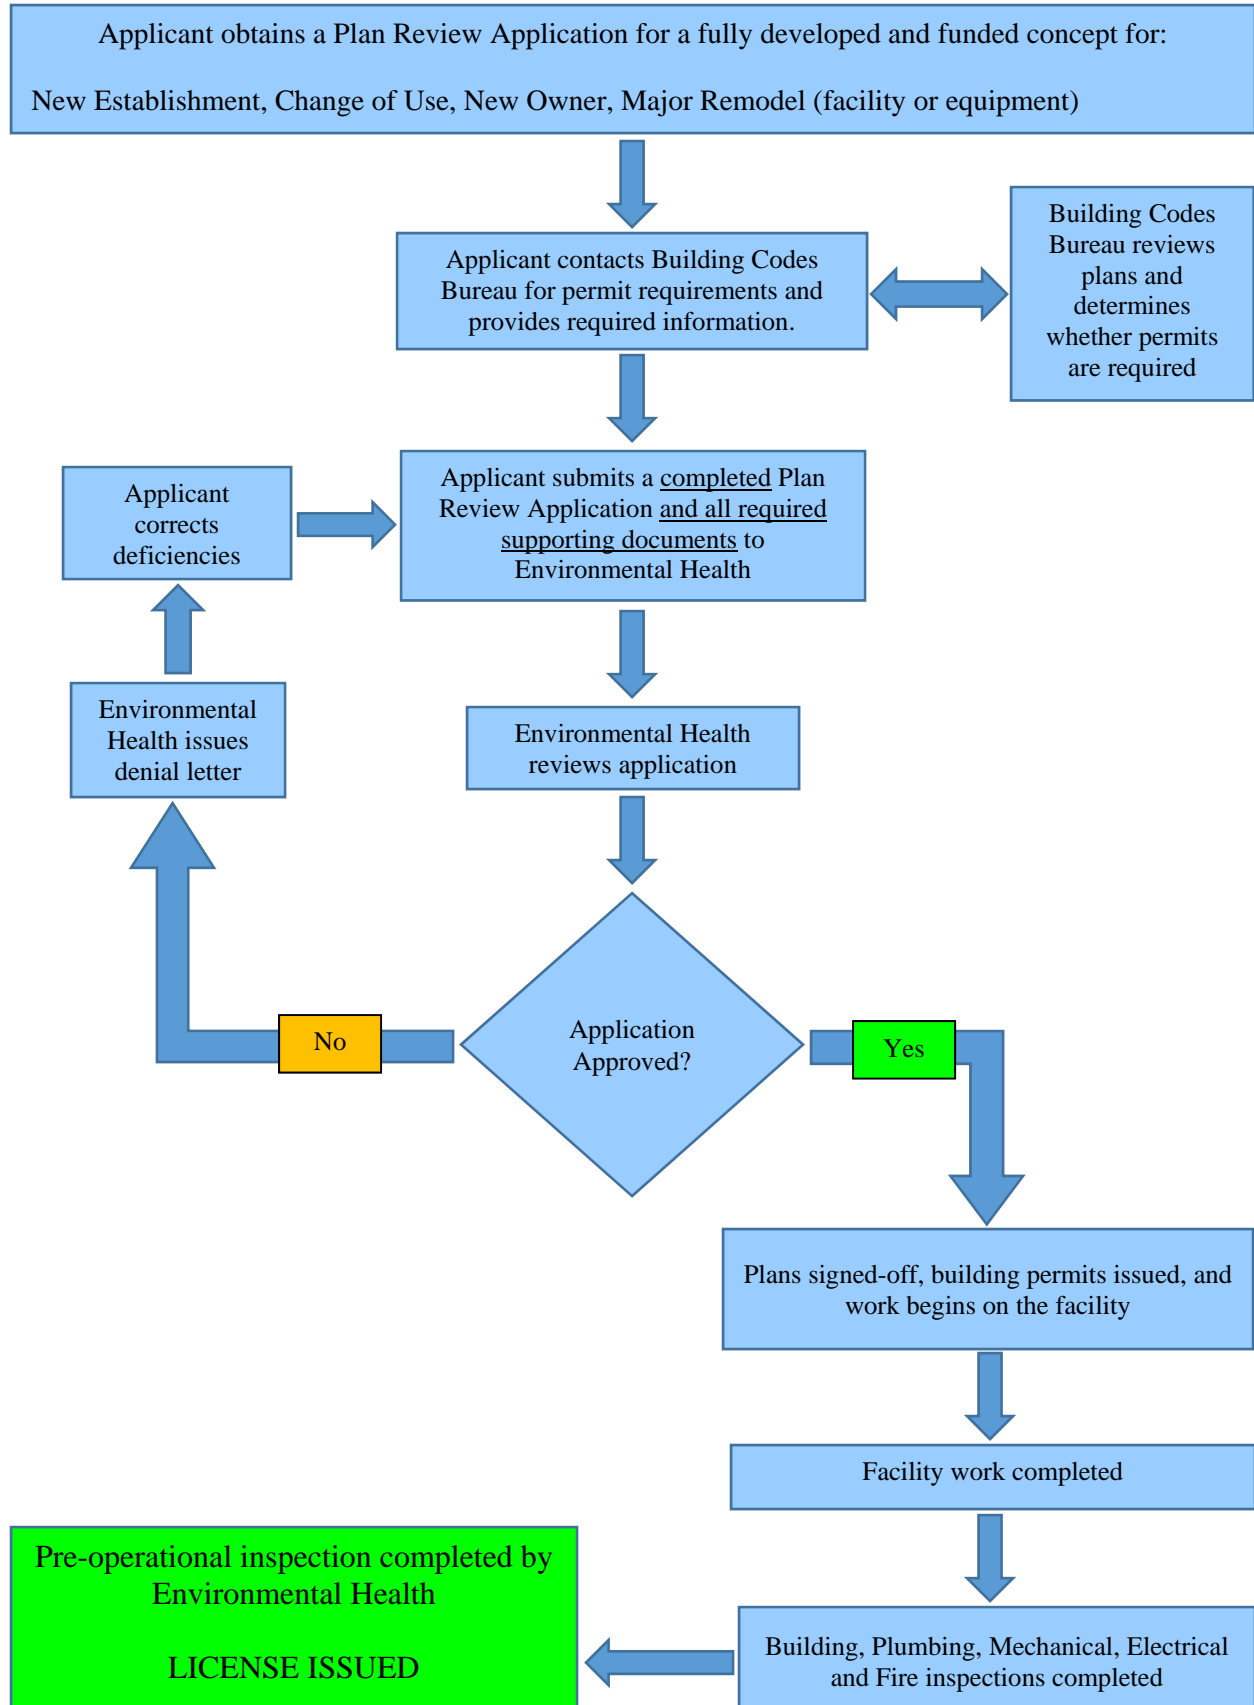 Applicant obtains a Plan Review Application for a fully developed and funded concept for:
New Establishment, Change of Use, New Owner, Major Remodel (facility or equipment)
Applicant contacts Building Codes
Bureau for permit requirements and
provides required information.
Building Codes
Bureau reviews
plans and
determines
whether permits
are required
Applicant submits a completed Plan
Review Application and all required
supporting documents to
Environmental Health
Applicant
corrects
deficiencies
Environmental
Health issues
denial letter
Environmental Health
reviews application
Application
Approved?
No
Yes
Plans signed-off, building permits issued, and
work begins on the facility
Facility work completed
Building, Plumbing, Mechanical, Electrical
and Fire inspections completed
Pre-operational inspection completed by
Environmental Health
LICENSE ISSUED